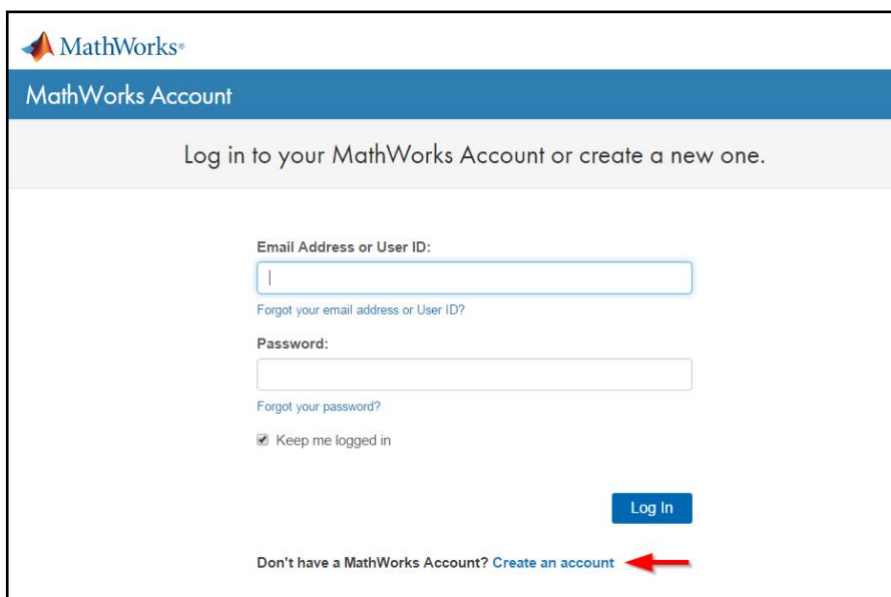 MathWorks®
MathWorks Account
Log in to your MathWorks Account or create a new one.
Email Address or User ID:
Forgot your email address or User ID?
Password:
Forgot your password?
Keep me logged in
Log In
Don't have a MathWorks Account? Create an account